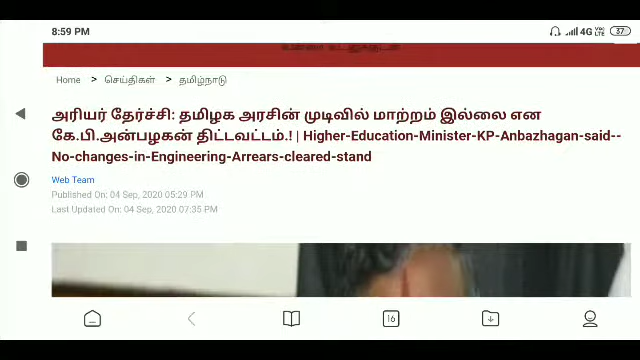 8:59 PM
4G
37
Home > செய்திகள் > தமிழ்நாடு
அரியர் தேர்ச்சி: தமிழக அரசின் முடிவில் மாற்றம் இல்லை என
கே.பி.அன்பழகன் திட்டவட்டம்.! | Higher-Education-Minister-KP-Anbazhagan-said--
No-changes-in-Engineering-Arrears-cleared-stand
Web Team
Published On: 04 Sep, 2020 05:29 PM
Last Updated On: 04 Sep, 2020 07:35 PM
16